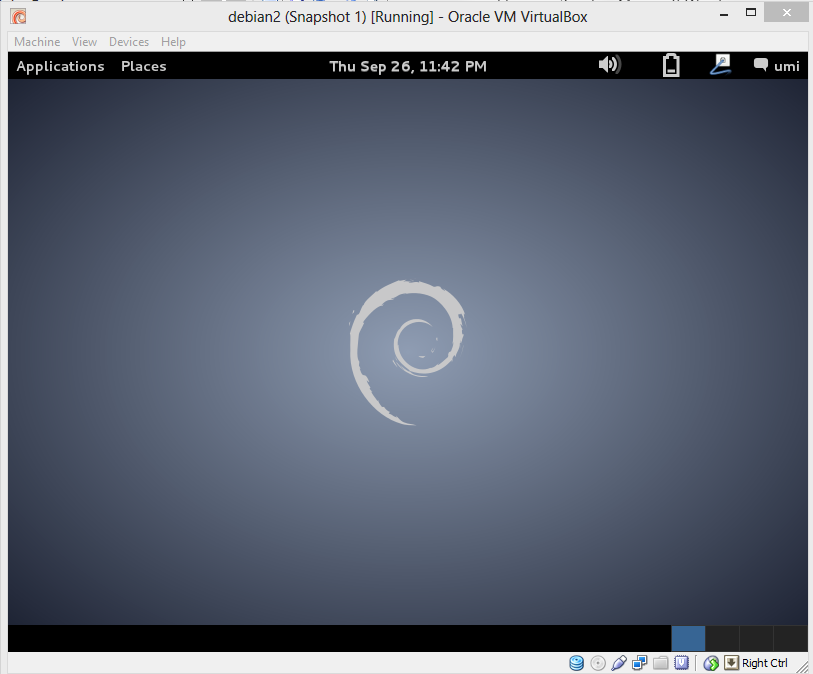 debian2 (Snapshot 1) [Running] - Oracle VM VirtualBox
Machine View Devices Help
Applications Places Thu Sep 26, 11:42 PM umi
Right Ctrl